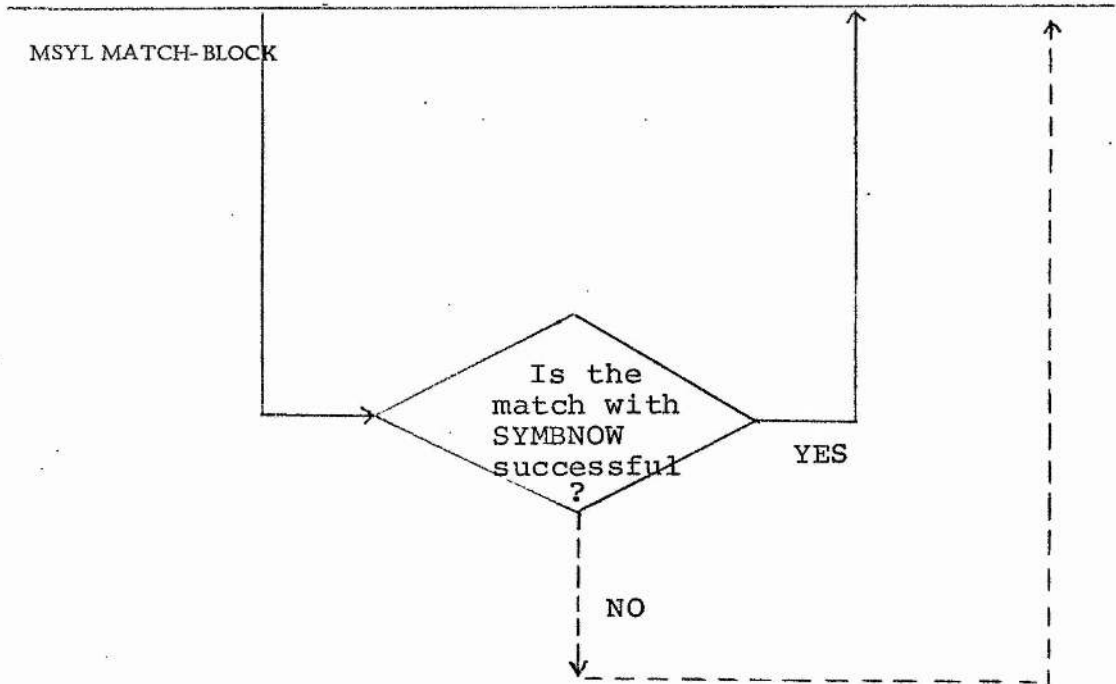 MSYL MATCH-BLOCK
Is the
match with
SYMBNOW
successful
?
YES
NO